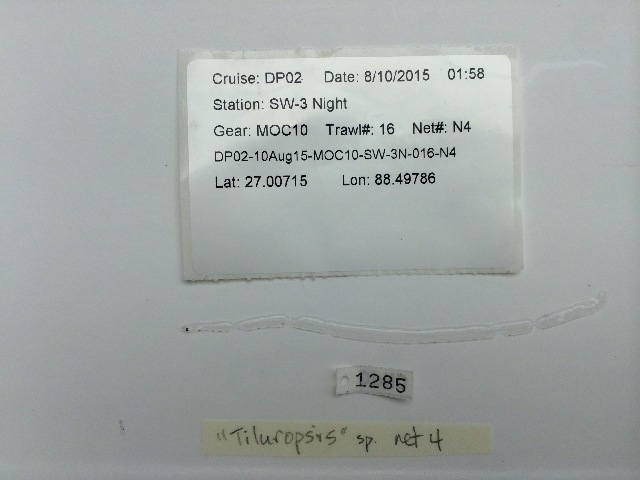 Cruise: DP02 Date: 8/10/2015 01:58
Station: SW-3 Night
Gear: MOC10 Trawl#: 16 Net#: N4
DP02-10Aug15-MOC10-SW-3N-016-N4
Lat: 27.00715 Lon: 88.49786
1285
"Tiluropsis" sp. net 4